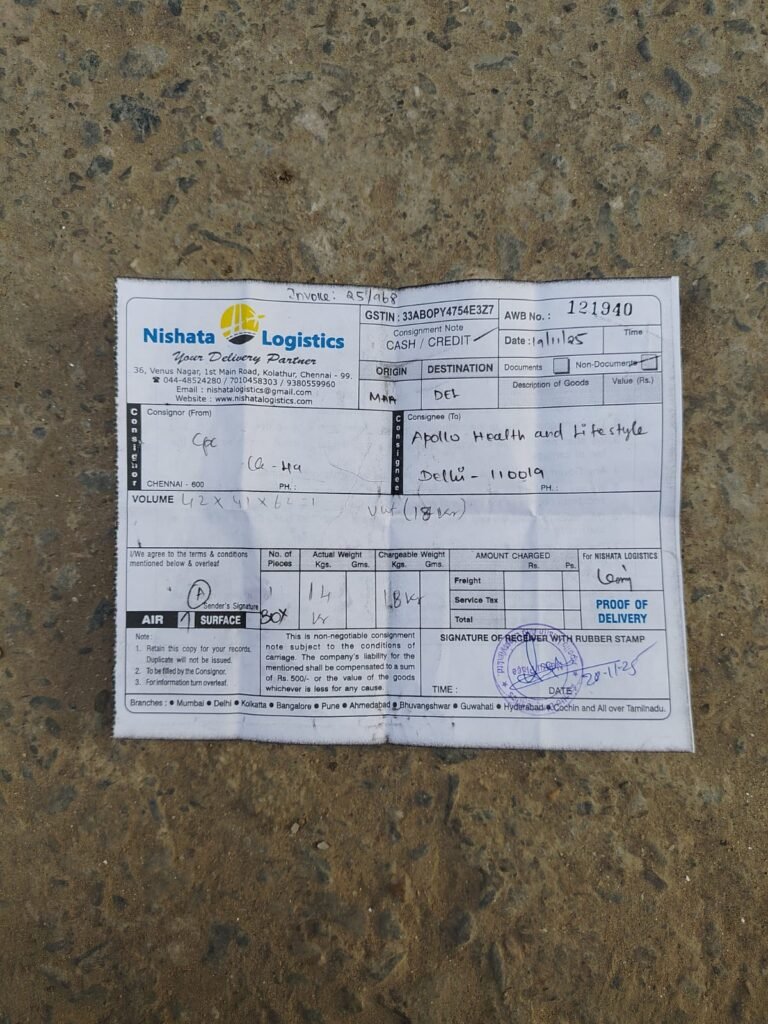 Invoice: 25/968
Nishata Logistics
Your Delivery Partner
36, Venus Nagar, 1st Main Road, Kolathur, Chennai - 99.
☎ 044-48524280 / 7010458303 / 9380559960
Email : nishatalogistics@gmail.com
Website : www.nishatalogistics.com
GSTIN : 33ABOPY4754E3Z7
Consignment Note
CASH / CREDIT ✓
ORIGIN DESTINATION
MAA DEL
AWB No. : 121940
Date : 19/11/25 Time
Documents Non-Documents
Description of Goods Value (Rs.)
Consignor
Consignor (From)
CHENNAI - 600 PH. :
Consignee
Consignee (To)
Apollo Health and Lifestyle
Delhi - 110019
PH. :
VOLUME 42 x 41 x 62 = 1 (18 Kr)
I/We agree to the terms & conditions
mentioned below & overleaf
A
Sender's Signature
AIR SURFACE
No. of Pieces
1
BOX
Actual Weight
Kgs. Gms.
14
Kr
Chargeable Weight
Kgs. Gms.
18 Kr
AMOUNT CHARGED
Rs. Ps.
Freight
Service Tax
Total
For NISHATA LOGISTICS
PROOF OF
DELIVERY
Note :
1. Retain this copy for your records.
Duplicate will not be issued.
2. To be filled by the Consignor.
3. For information turn overleaf.
This is non-negotiable consignment
note subject to the conditions of
carriage. The company's liability for the
mentioned shall be compensated to a sum
of Rs. 500/- or the value of the goods
whichever is less for any cause.
SIGNATURE OF RECEIVER WITH RUBBER STAMP
TIME : DATE : 20-11-25
Branches : ● Mumbai ● Delhi ● Kolkatta ● Bangalore ● Pune ● Ahmedabad ● Bhuvangshwar ● Guwahati ● Hyderabad ● Cochin and All over Tamilnadu.